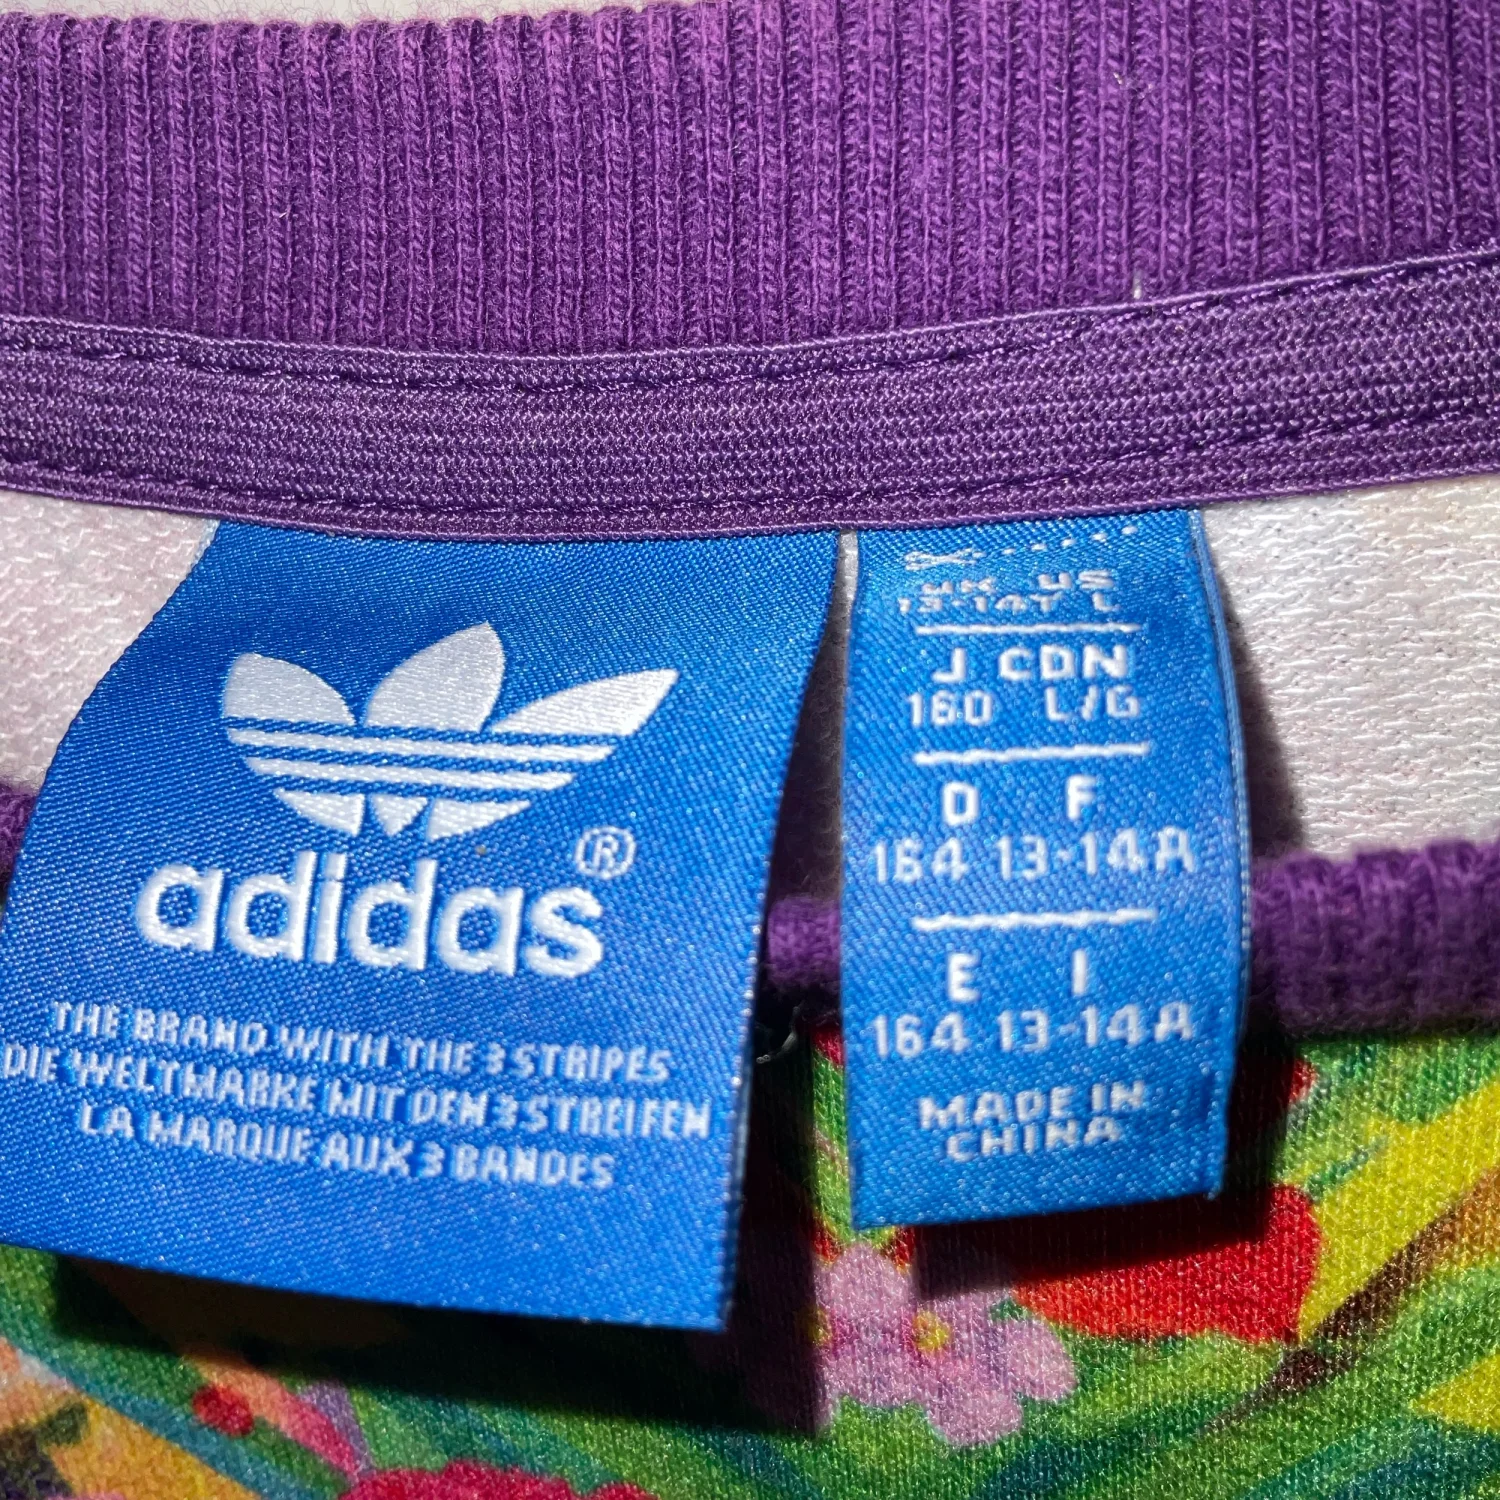 adidas®
THE BRAND WITH THE 3 STRIPES
DIE WELTMARKE MIT DEN 3 STREIFEN
LA MARQUE AUX 3 BANDES
UK US
13-14Y L
J CDN
160 L/G
D F
164 13-14A
E I
164 13-14A
MADE IN
CHINA